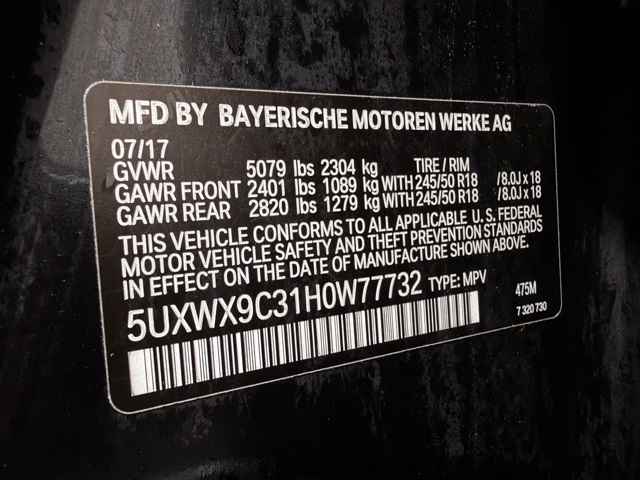 MFD BY BAYERISCHE MOTOREN WERKE AG
07/17
GVWR 5079 lbs 2304 kg TIRE / RIM
GAWR FRONT 2401 lbs 1089 kg WITH 245/50 R18 / 8.0J x 18
GAWR REAR 2820 lbs 1279 kg WITH 245/50 R18 / 8.0J x 18
THIS VEHICLE CONFORMS TO ALL APPLICABLE U. S. FEDERAL
MOTOR VEHICLE SAFETY AND THEFT PREVENTION STANDARDS
IN EFFECT ON THE DATE OF MANUFACTURE SHOWN ABOVE.
5UXWX9C31H0W77732 TYPE: MPV 475M
7 320 730